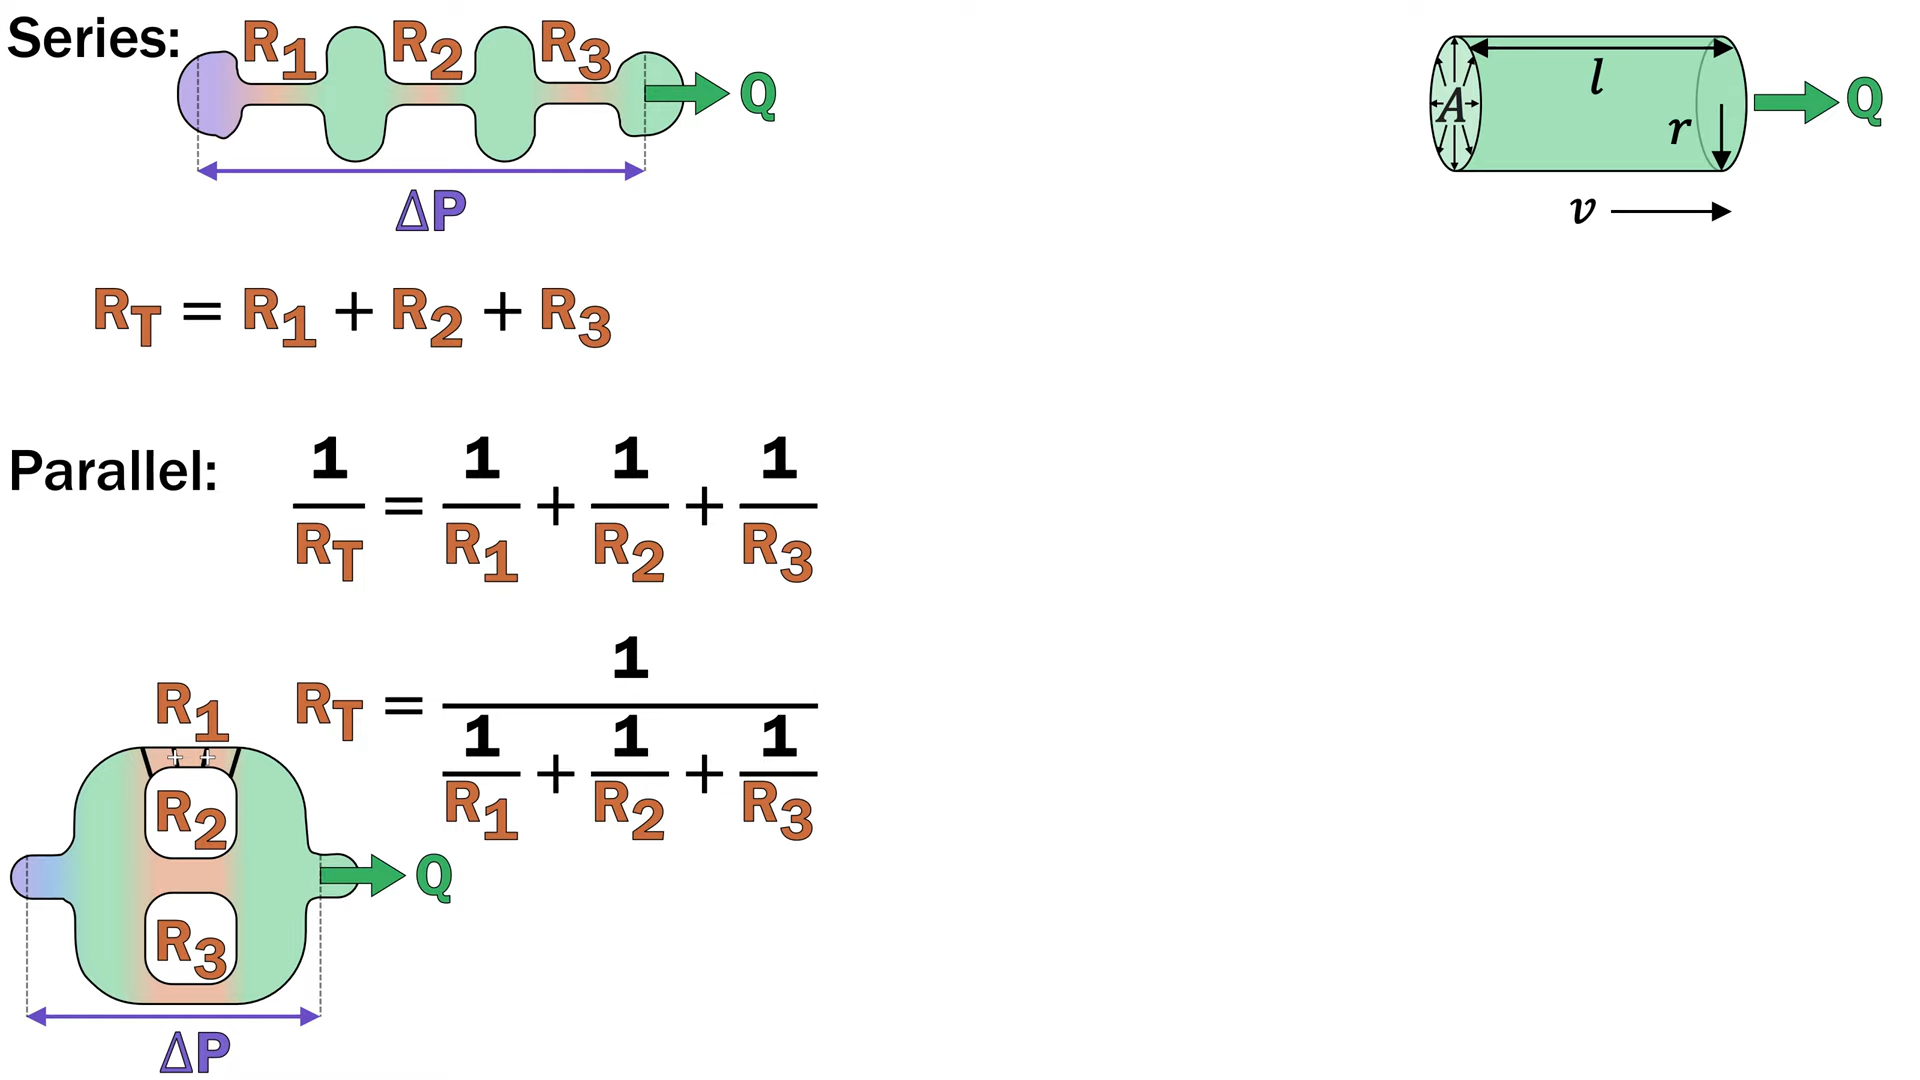 Series:
R1 R2 R3
Q
ΔP
RT = R1 + R2 + R3
Parallel:
1/RT = 1/R1 + 1/R2 + 1/R3
RT = 1/(1/R1 + 1/R2 + 1/R3)
R1
R2
R3
Q
ΔP
A
l
r
Q
v